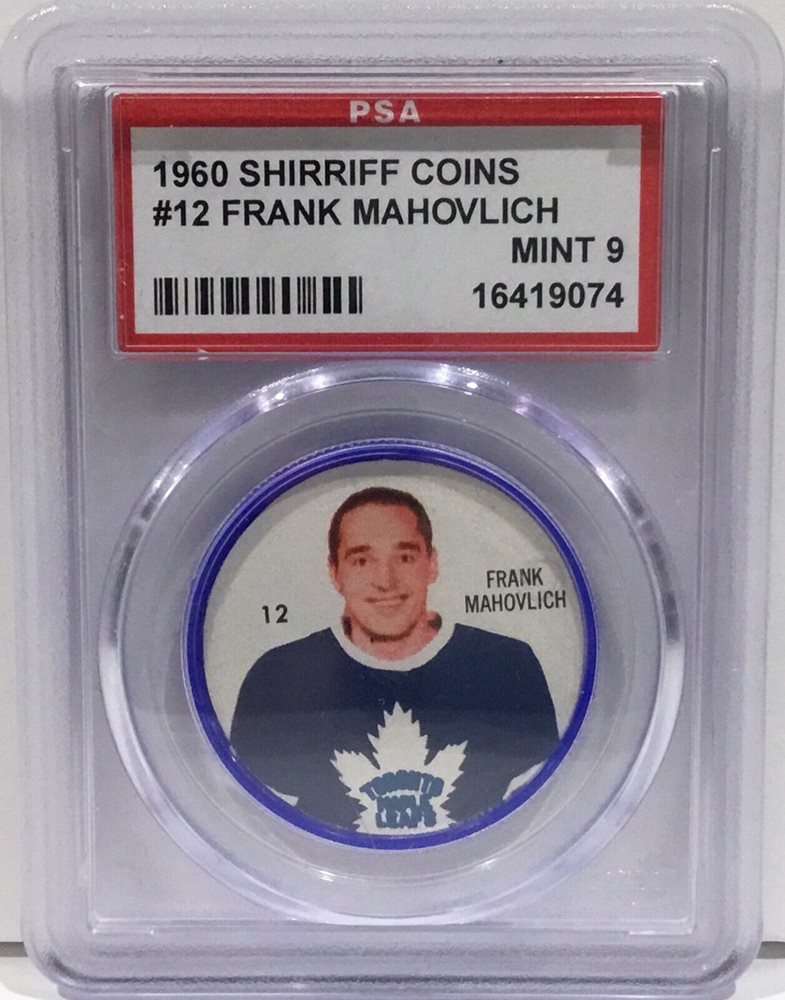 PSA
1960 SHIRRIFF COINS
#12 FRANK MAHOVLICH
MINT 9
16419074
12
FRANK
MAHOVLICH
TORONTO
MAPLE
LEAFS